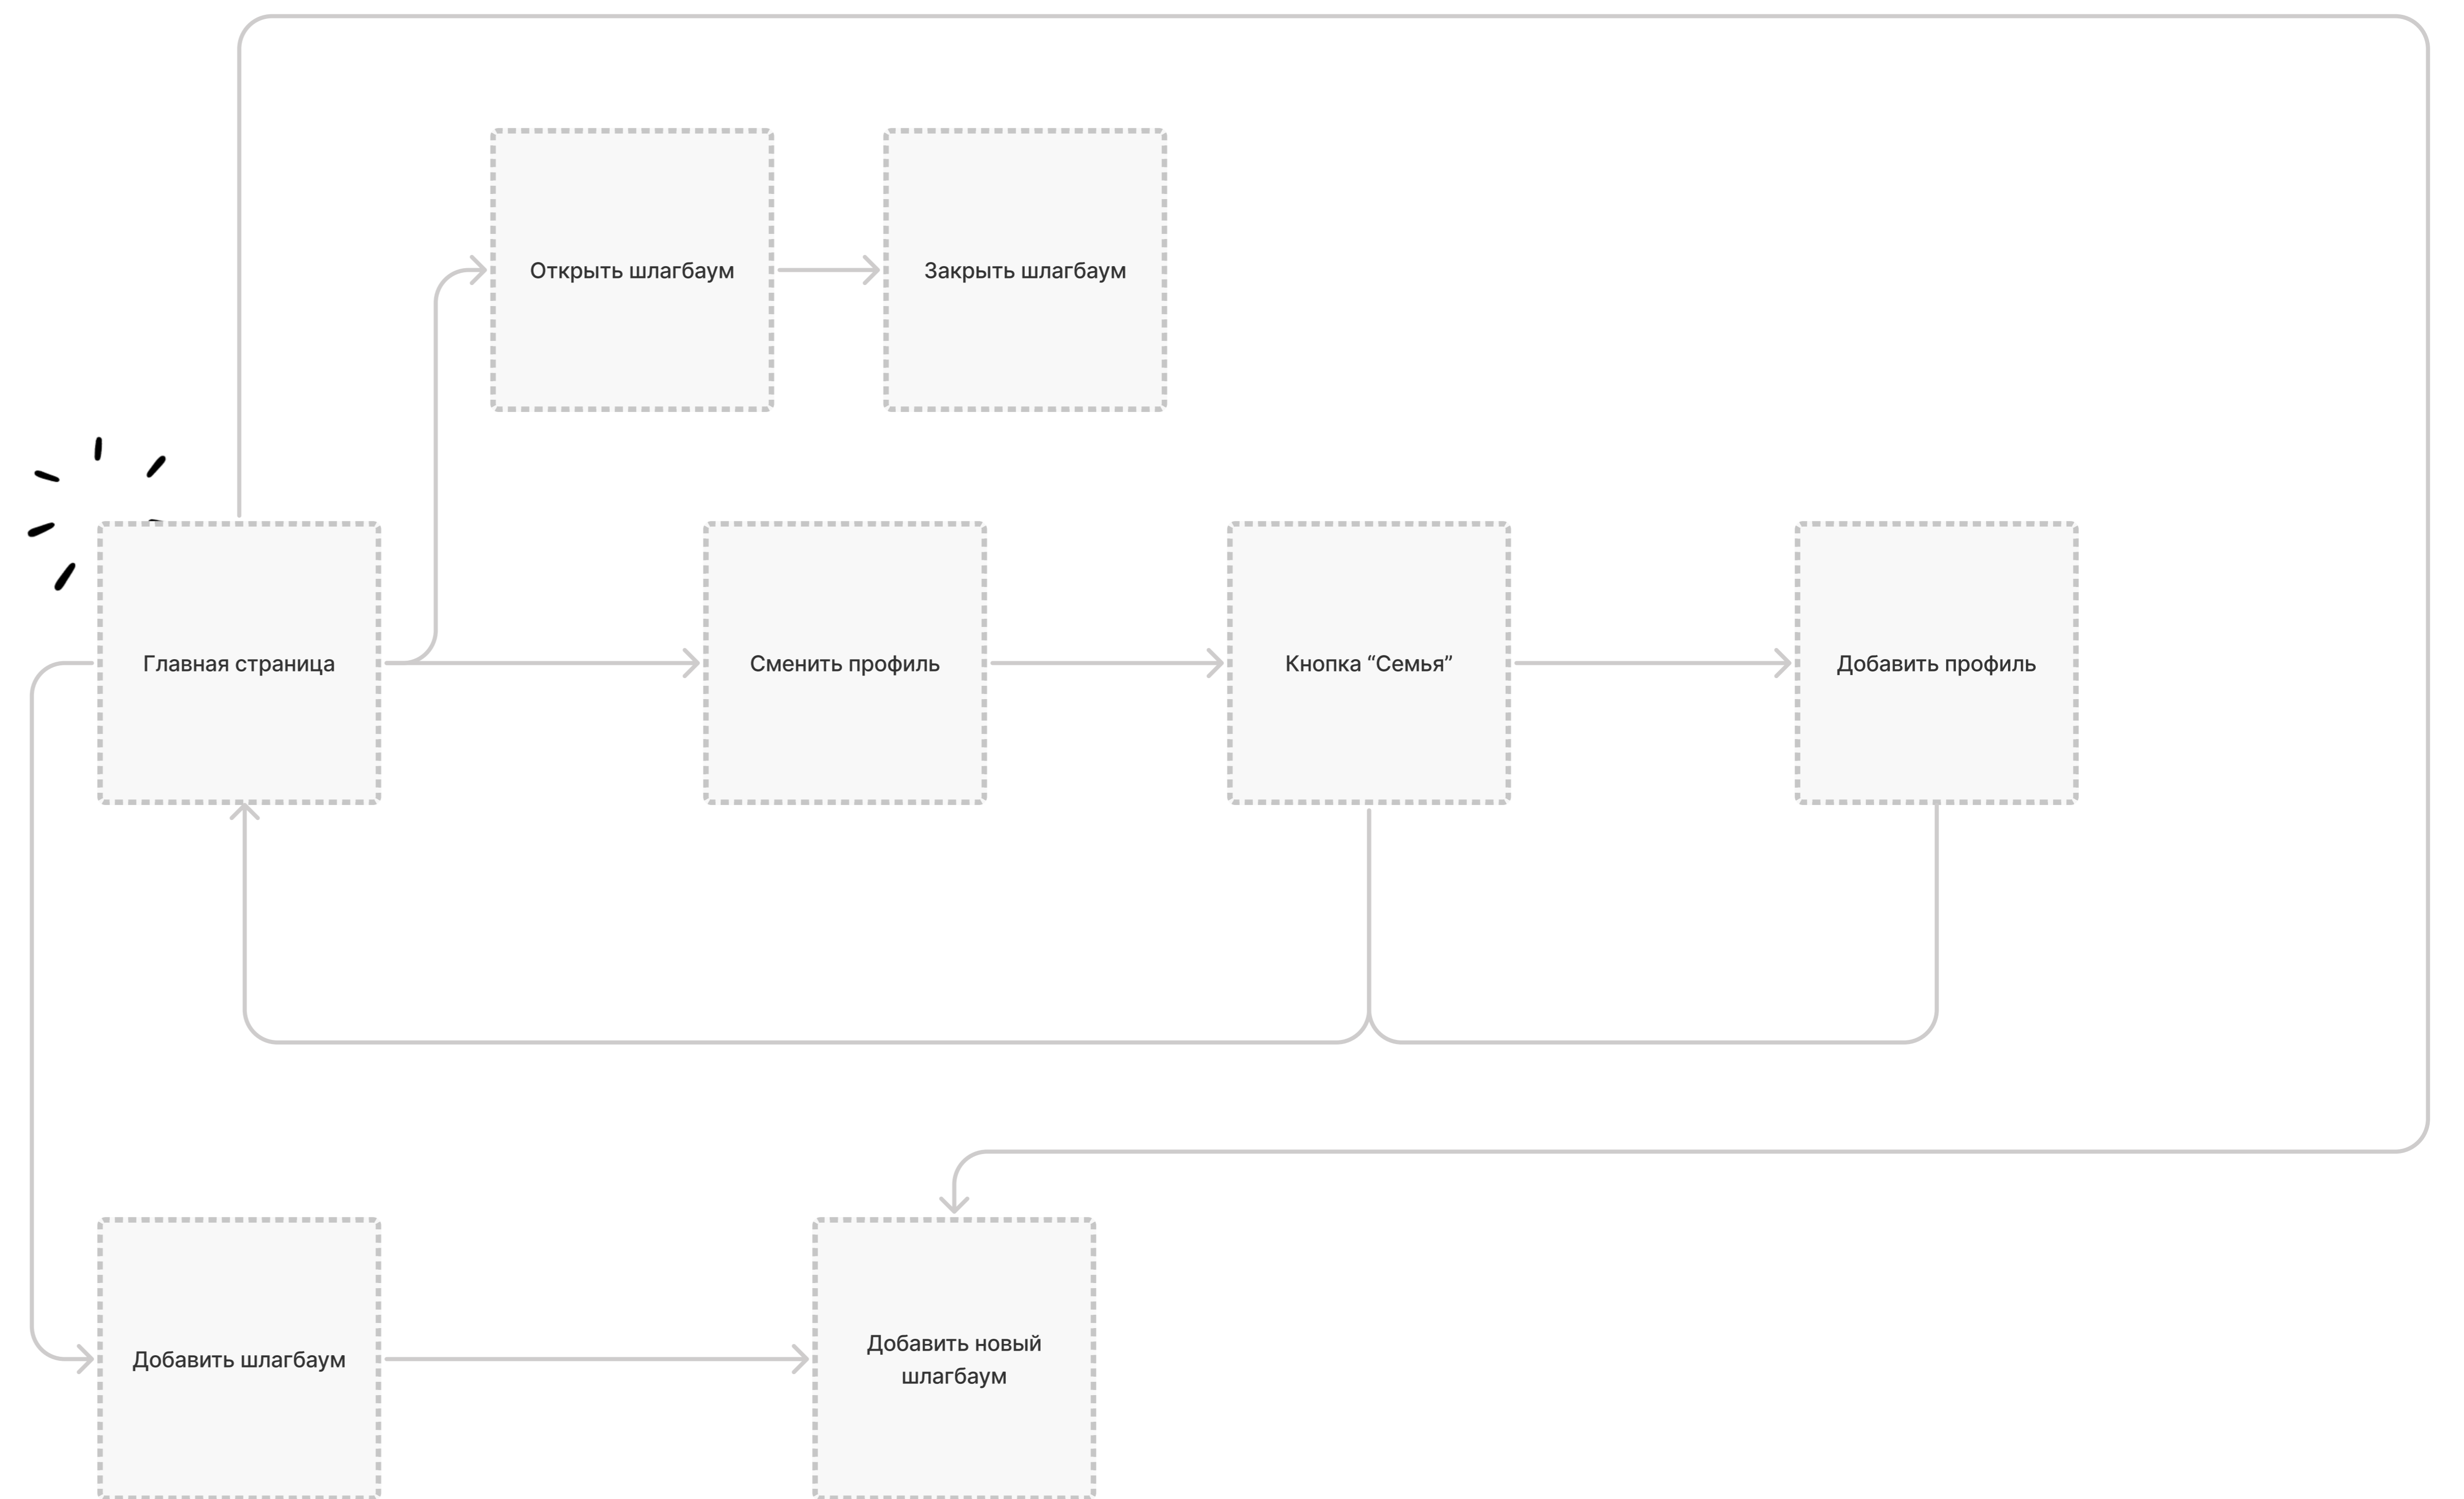 Открыть шлагбаум
Закрыть шлагбаум
Главная страница
Сменить профиль
Кнопка “Семья”
Добавить профиль
Добавить шлагбаум
Добавить новый
шлагбаум